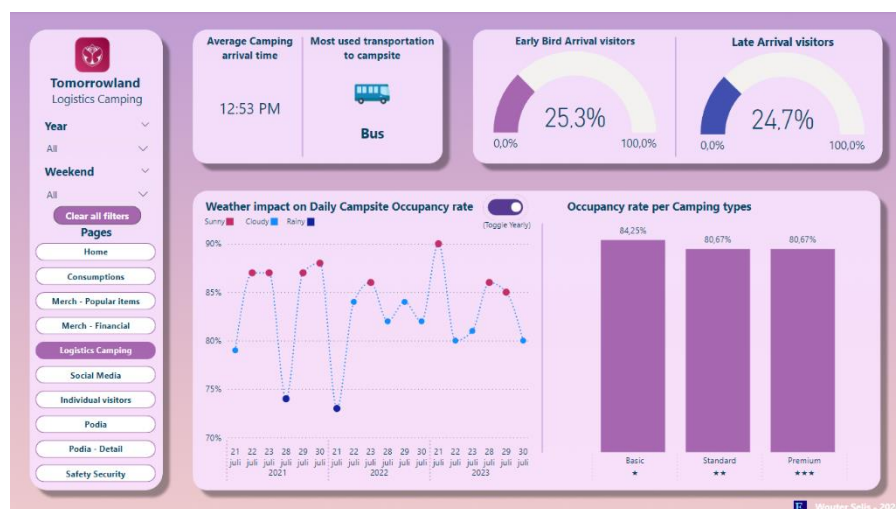 Tomorrowland
Logistics Camping
Year
All
Weekend
All
Clear all filters
Pages
Home
Consumptions
Merch - Popular items
Merch - Financial
Logistics Camping
Social Media
Individual visitors
Podia
Podia - Detail
Safety Security
Average Camping
arrival time
12:53 PM
Most used transportation
to campsite
Bus
Early Bird Arrival visitors
25,3%
0,0% 100,0%
Late Arrival visitors
24,7%
0,0% 100,0%
Weather impact on Daily Campsite Occupancy rate
(Toggle Yearly)
Sunny Cloudy Rainy
90%
85%
80%
75%
70%
21 22 23 28 29 30 21 22 23 28 29 30 21 22 23 28 29 30
juli juli juli juli juli juli juli juli juli juli juli juli juli juli juli juli juli juli
2021 2022 2023
Occupancy rate per Camping types
84,25% 80,67% 80,67%
Basic Standard Premium
★ ★★ ★★★